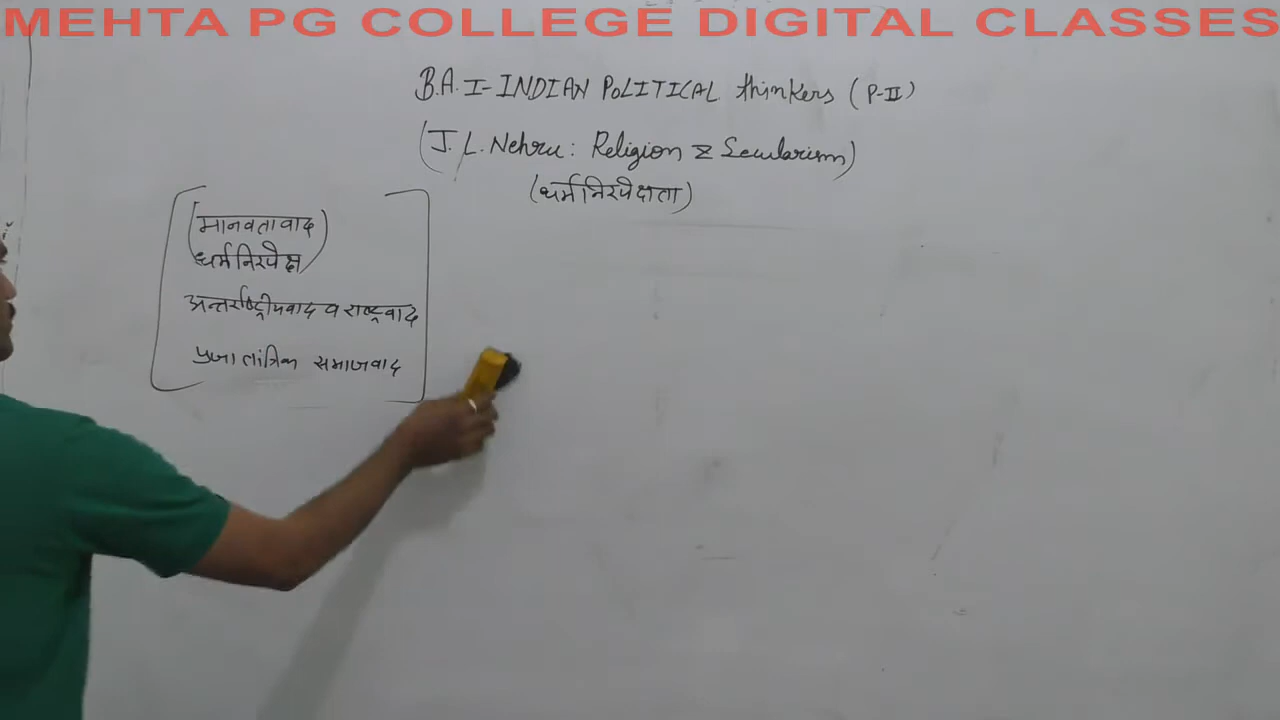 MEHTA PG COLLEGE DIGITAL CLASSES
B.A. I - INDIAN POLITICAL thinkers (P-II)
(J. L. Nehru: Religion & Secularism)
(धर्मनिरपेक्षता)
(मानवतावाद)
धर्मनिरपेक्ष
अन्तर्राष्ट्रीयवाद व राष्ट्रवाद
प्रजातांत्रिक समाजवाद